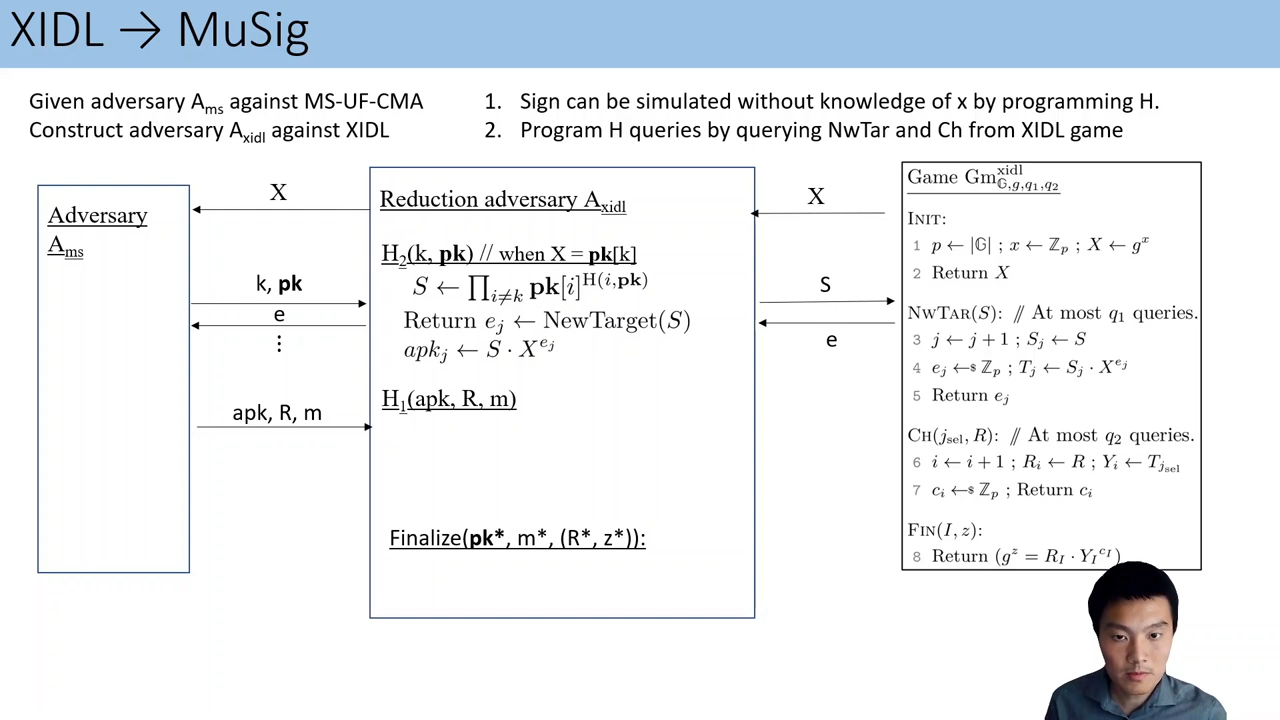 XIDL → MuSig
Given adversary A_ms against MS-UF-CMA
Construct adversary A_xidl against XIDL
1. Sign can be simulated without knowledge of x by programming H.
2. Program H queries by querying NwTar and Ch from XIDL game
Adversary
A_ms
X
k, pk
e
⋮
apk, R, m
Reduction adversary A_xidl
H_2(k, pk) // when X = pk[k]
S ← ∏_{i≠k} pk[i]^{H(i,pk)}
Return e_j ← NewTarget(S)
apk_j ← S · X^{e_j}
H_1(apk, R, m)
Finalize(pk*, m*, (R*, z*)):
X
S
e
Game Gm^{xidl}_{𝔾,g,q_1,q_2}
INIT:
1 p ← |𝔾| ; x ← ℤ_p ; X ← g^x
2 Return X
NWTAR(S): // At most q_1 queries.
3 j ← j + 1 ; S_j ← S
4 e_j ←$ ℤ_p ; T_j ← S_j · X^{e_j}
5 Return e_j
CH(j_sel, R): // At most q_2 queries.
6 i ← i + 1 ; R_i ← R ; Y_i ← T_{j_sel}
7 c_i ←$ ℤ_p ; Return c_i
FIN(I, z):
8 Return (g^z = R_I · Y_I^{c_I})